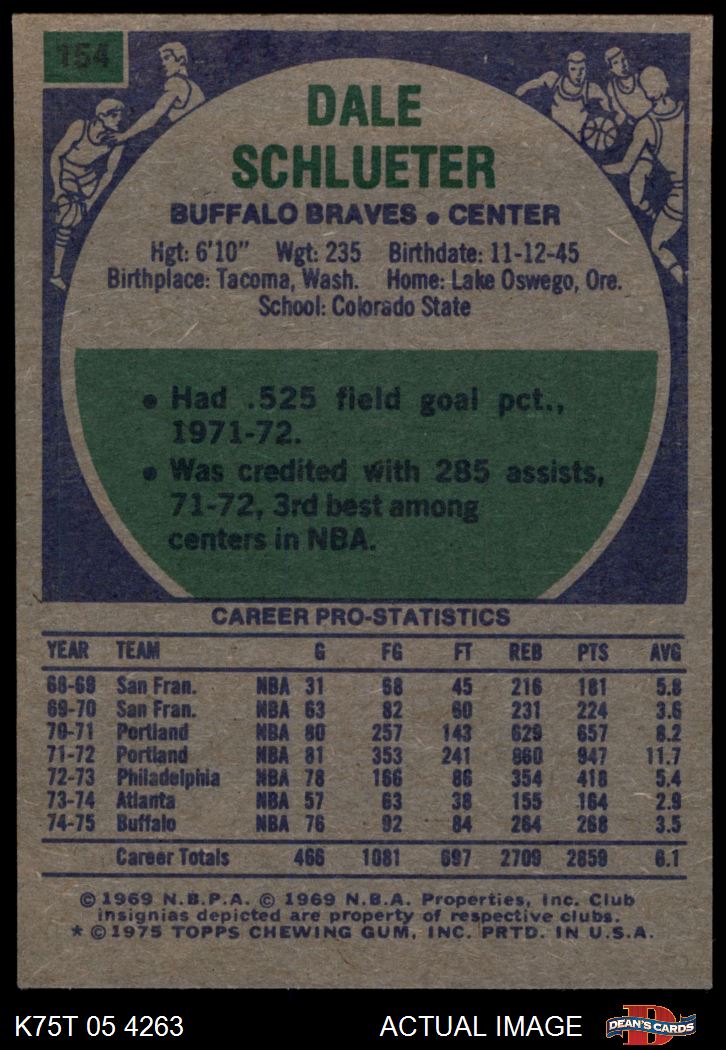 154
DALE
SCHLUETER
BUFFALO BRAVES • CENTER
Hgt: 6'10" Wgt: 235 Birthdate: 11-12-45
Birthplace: Tacoma, Wash. Home: Lake Oswego, Ore.
School: Colorado State
• Had .525 field goal pct.,
1971-72.
• Was credited with 285 assists,
71-72, 3rd best among
centers in NBA.
CAREER PRO-STATISTICS
YEAR TEAM G FG FT REB PTS AVG
68-69 San Fran. NBA 31 68 45 216 181 5.8
69-70 San Fran. NBA 63 82 60 231 224 3.6
70-71 Portland NBA 80 257 143 629 657 8.2
71-72 Portland NBA 81 353 241 860 947 11.7
72-73 Philadelphia NBA 78 166 86 354 418 5.4
73-74 Atlanta NBA 57 63 38 155 164 2.9
74-75 Buffalo NBA 76 92 84 264 268 3.5
Career Totals 466 1081 697 2709 2859 6.1
© 1969 N.B.P.A. © 1969 N.B.A. Properties, Inc. Club
insignias depicted are property of respective clubs.
* © 1975 TOPPS CHEWING GUM, INC. PRTD. IN U.S.A.
K75T 05 4263 ACTUAL IMAGE DEAN'S CARDS